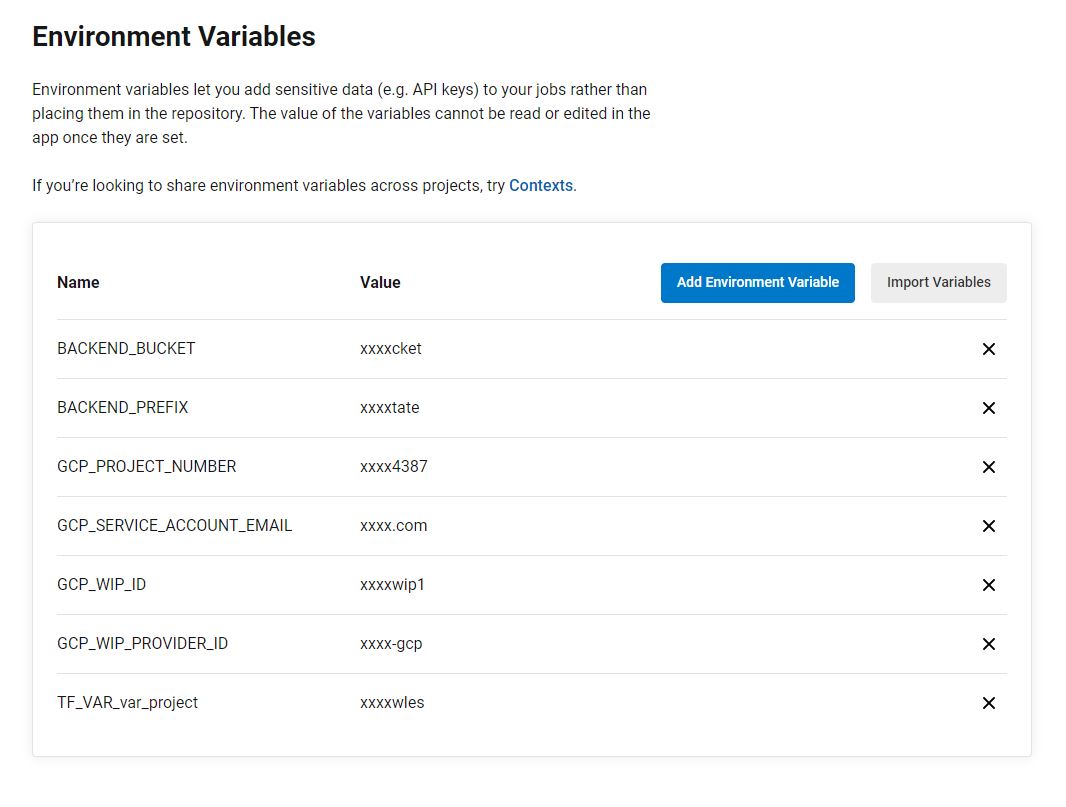 Environment Variables
Environment variables let you add sensitive data (e.g. API keys) to your jobs rather than
placing them in the repository. The value of the variables cannot be read or edited in the
app once they are set.
If you’re looking to share environment variables across projects, try Contexts.
Name Value Add Environment Variable Import Variables
BACKEND_BUCKET xxxxcket
BACKEND_PREFIX xxxxtate
GCP_PROJECT_NUMBER xxxx4387
GCP_SERVICE_ACCOUNT_EMAIL xxxx.com
GCP_WIP_ID xxxxwip1
GCP_WIP_PROVIDER_ID xxxx-gcp
TF_VAR_var_project xxxxwles